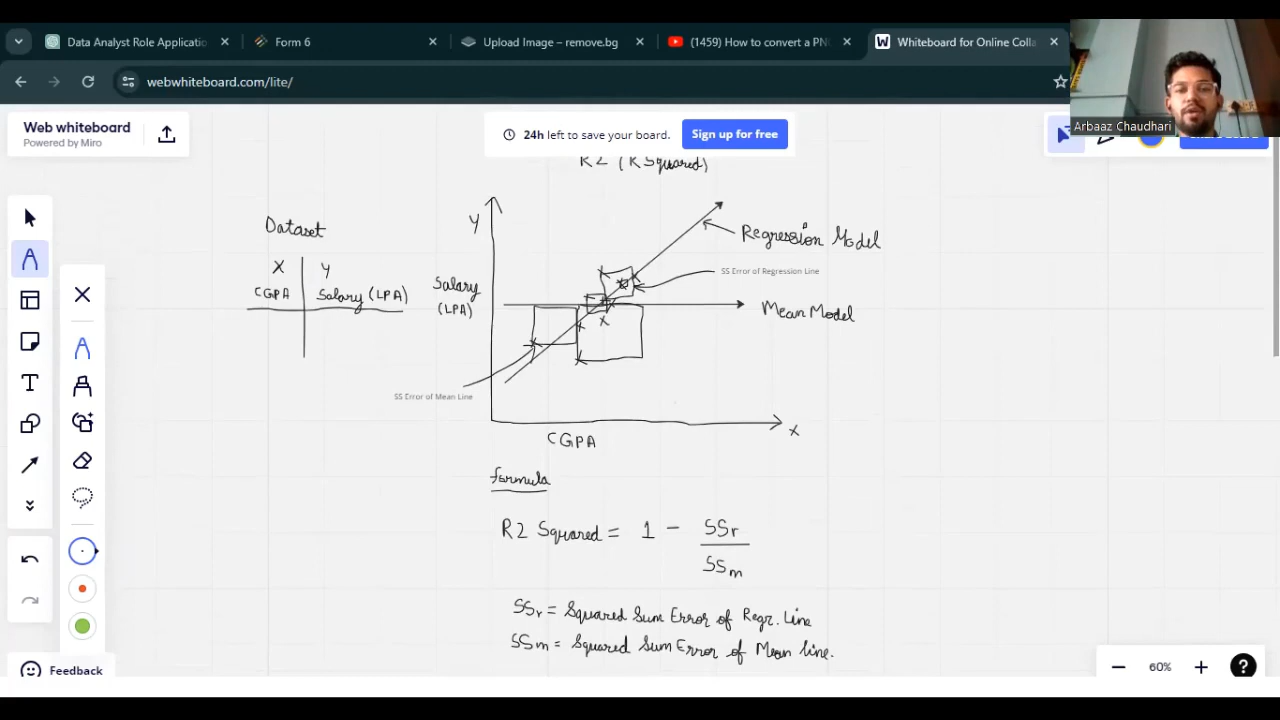 Data Analyst Role Applicatio
Form 6
Upload Image – remove.bg
(1459) How to convert a PN
Whiteboard for Online Colla
webwhiteboard.com/lite/
Arbaaz Chaudhari
Web whiteboard
Powered by Miro
24h left to save your board.
Sign up for free
R2 (RSquared)
Dataset
X Y
CGPA Salary (LPA)
Y
Salary
(LPA)
Regression Model
SS Error of Regression Line
Mean Model
SS Error of Mean Line
X
CGPA
formula
R2 Squared = 1 - SSr
SSm
SSr = Squared Sum Error of Regr. Line
SSm = Squared Sum Error of Mean line.
Feedback
60%